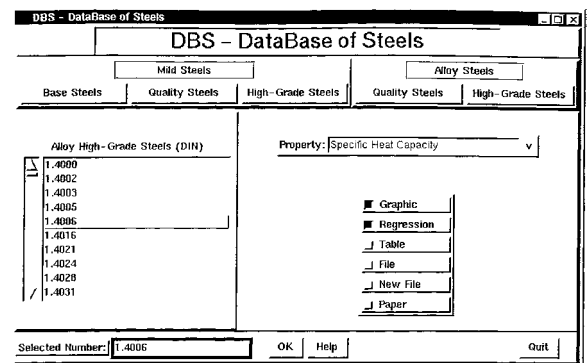 DBS - DataBase of Steels
DBS - DataBase of Steels
Mild Steels
Alloy Steels
Base Steels
Quality Steels
High-Grade Steels
Quality Steels
High-Grade Steels
Alloy High-Grade Steels (DIN)
1.4000
1.4002
1.4003
1.4005
1.4006
1.4016
1.4021
1.4024
1.4028
1.4031
Property: Specific Heat Capacity v
Graphic
Regression
Table
File
New File
Paper
Selected Number: 1.4006
OK
Help
Quit